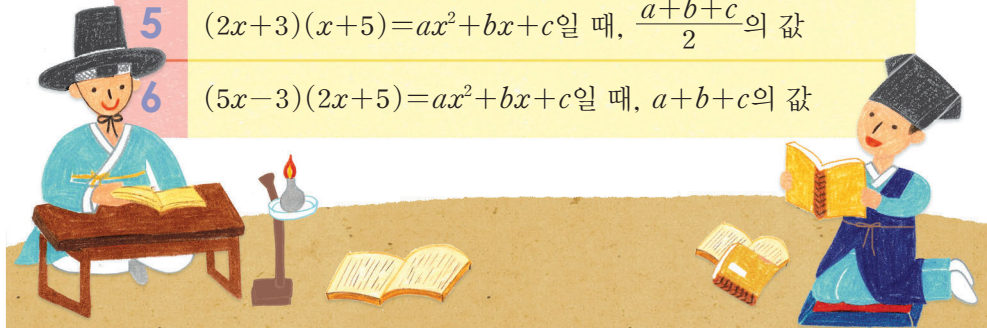 5 (2x+3)(x+5)=ax²+bx+c일 때, (a+b+c)/2의 값
6 (5x-3)(2x+5)=ax²+bx+c일 때, a+b+c의 값